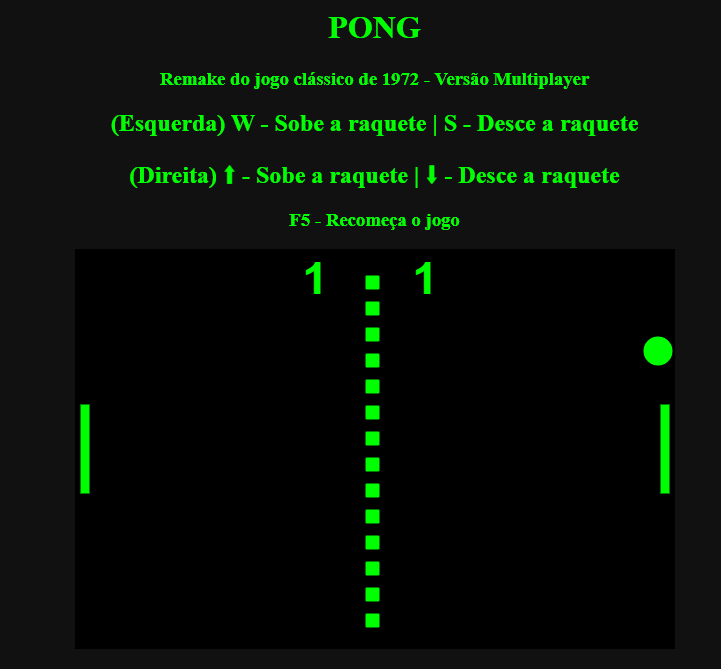 PONG
Remake do jogo clássico de 1972 - Versão Multiplayer
(Esquerda) W - Sobe a raquete | S - Desce a raquete
(Direita) ⬆ - Sobe a raquete | ⬇ - Desce a raquete
F5 - Recomeça o jogo
1 1